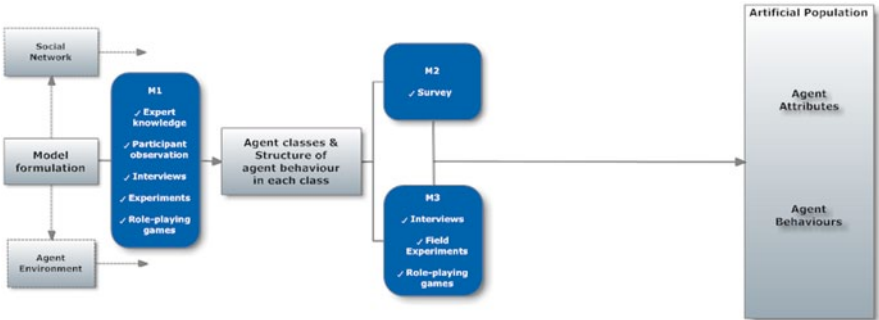 Social
Network
Model
formulation
Agent
Environment
M1
✓ Expert
knowledge
✓ Participant
observation
✓ Interviews
✓ Experiments
✓ Role-playing
games
Agent classes &
Structure of
agent behaviour
in each class
M2
✓ Survey
M3
✓ Interviews
✓ Field
Experiments
✓ Role-playing
games
Artificial Population
Agent
Attributes
Agent
Behaviours